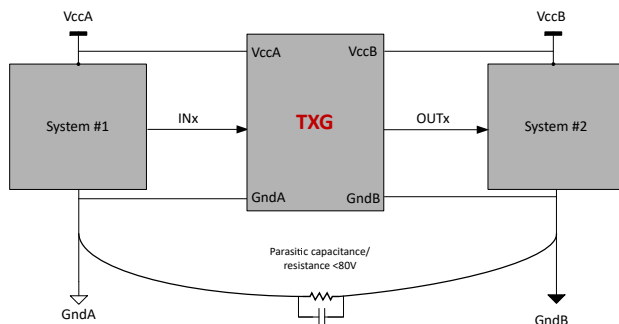 VccA
VccB
VccA
VccB
System #1
INx
TXG
OUTx
System #2
GndA
GndB
Parasitic capacitance/
resistance <80V
GndA
GndB